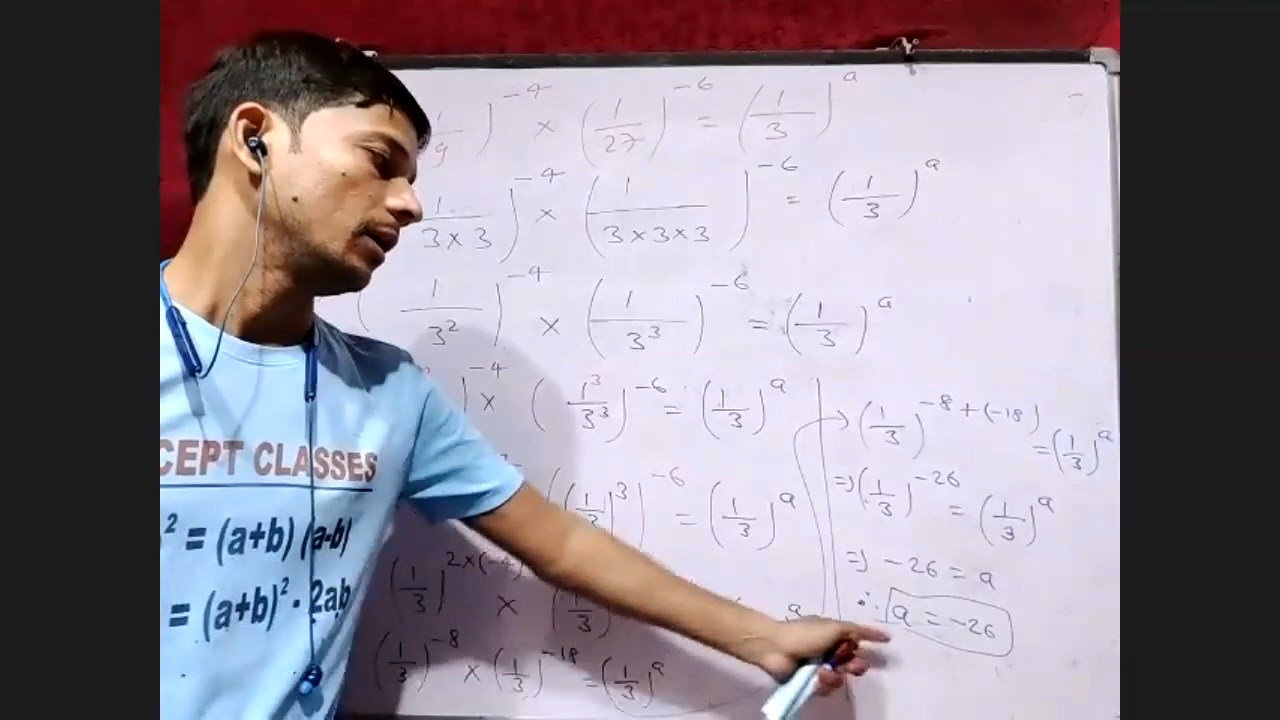 1/9)^-4 × (1/27)^-6 = (1/3)^a
1/3×3)^-4 × (1/3×3×3)^-6 = (1/3)^a
(1/3²)^-4 × (1/3³)^-6 = (1/3)^a
)^-4 × (1³/3³)^-6 = (1/3)^a
((1/3)^3)^-6 = (1/3)^a
(1/3)^2×(-4) × (1/3)
a
(1/3)^-8 × (1/3)^-18 = (1/3)^a
(1/3)^-8+(-18) = (1/3)^a
⇒ (1/3)^-26 = (1/3)^a
⇒ -26 = a
∴ a = -26
CEPT CLASSES
² = (a+b) (a-b)
= (a+b)² - 2ab